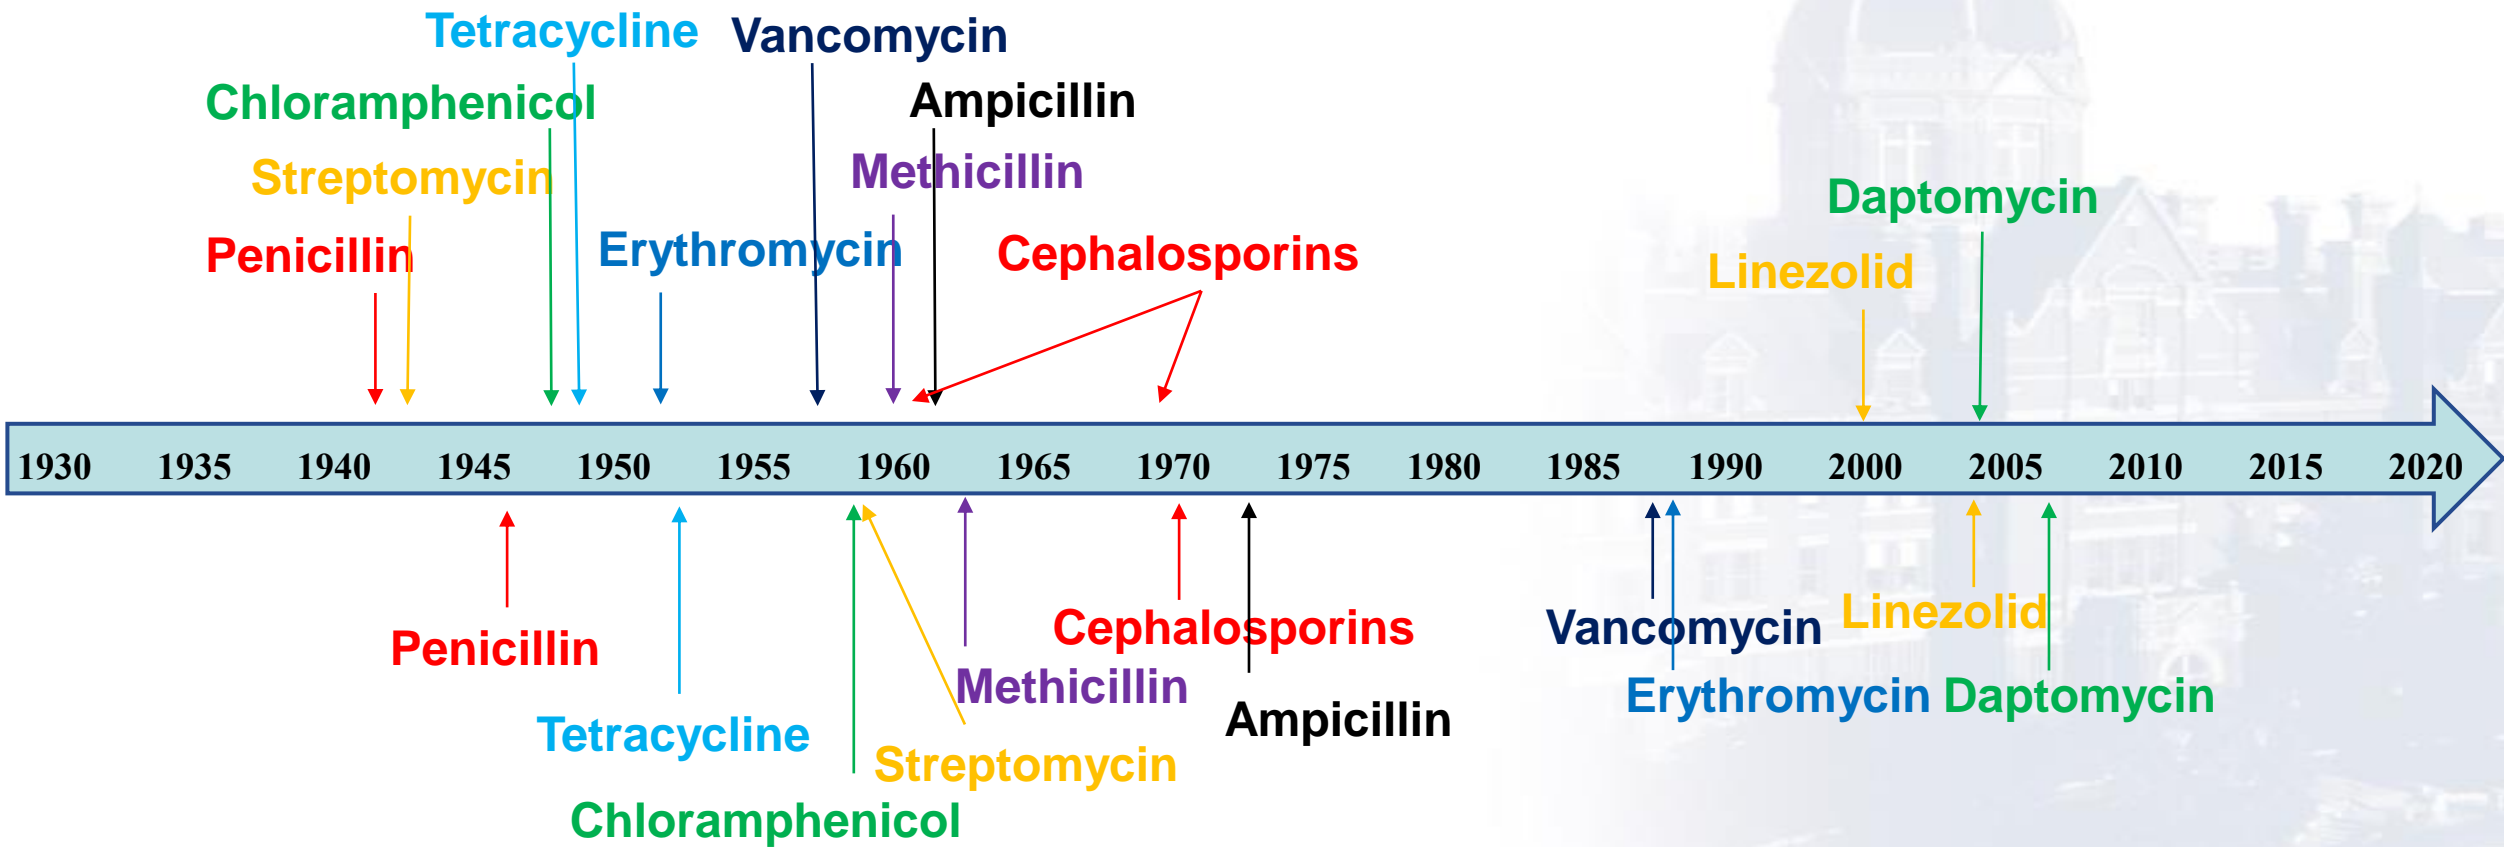 Tetracycline
Vancomycin
Chloramphenicol
Ampicillin
Streptomycin
Methicillin
Daptomycin
Penicillin
Erythromycin
Cephalosporins
Linezolid
1930 1935 1940 1945 1950 1955 1960 1965 1970 1975 1980 1985 1990 2000 2005 2010 2015 2020
Penicillin
Cephalosporins
Vancomycin
Linezolid
Methicillin
Erythromycin
Daptomycin
Tetracycline
Ampicillin
Streptomycin
Chloramphenicol